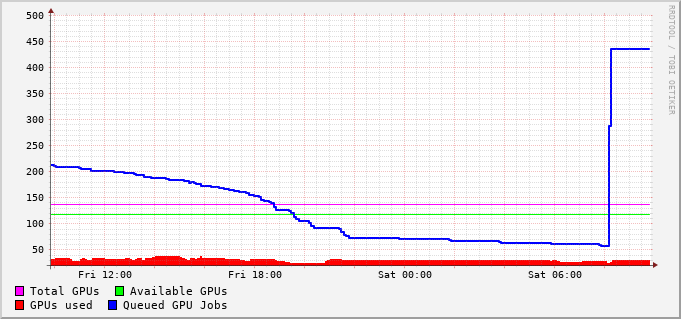 500
450
400
350
300
250
200
150
100
50
Fri 12:00 Fri 18:00 Sat 00:00 Sat 06:00
Total GPUs Available GPUs
GPUs used Queued GPU Jobs
RRDTOOL / TOBI OETIKER